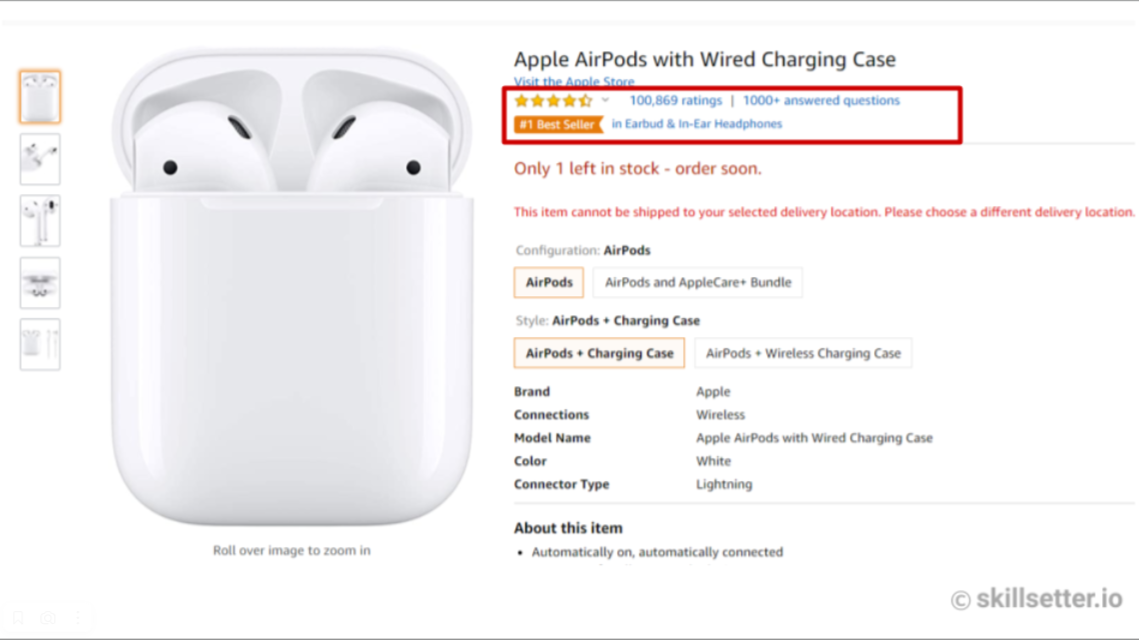 Apple AirPods with Wired Charging Case
Visit the Apple Store
100,869 ratings | 1000+ answered questions
#1 Best Seller in Earbud & In-Ear Headphones
Only 1 left in stock - order soon.
This item cannot be shipped to your selected delivery location. Please choose a different delivery location.
Configuration: AirPods
AirPods AirPods and AppleCare+ Bundle
Style: AirPods + Charging Case
AirPods + Charging Case AirPods + Wireless Charging Case
Brand Apple
Connections Wireless
Model Name Apple AirPods with Wired Charging Case
Color White
Connector Type Lightning
About this item
• Automatically on, automatically connected
Roll over image to zoom in
© skillsetter.io